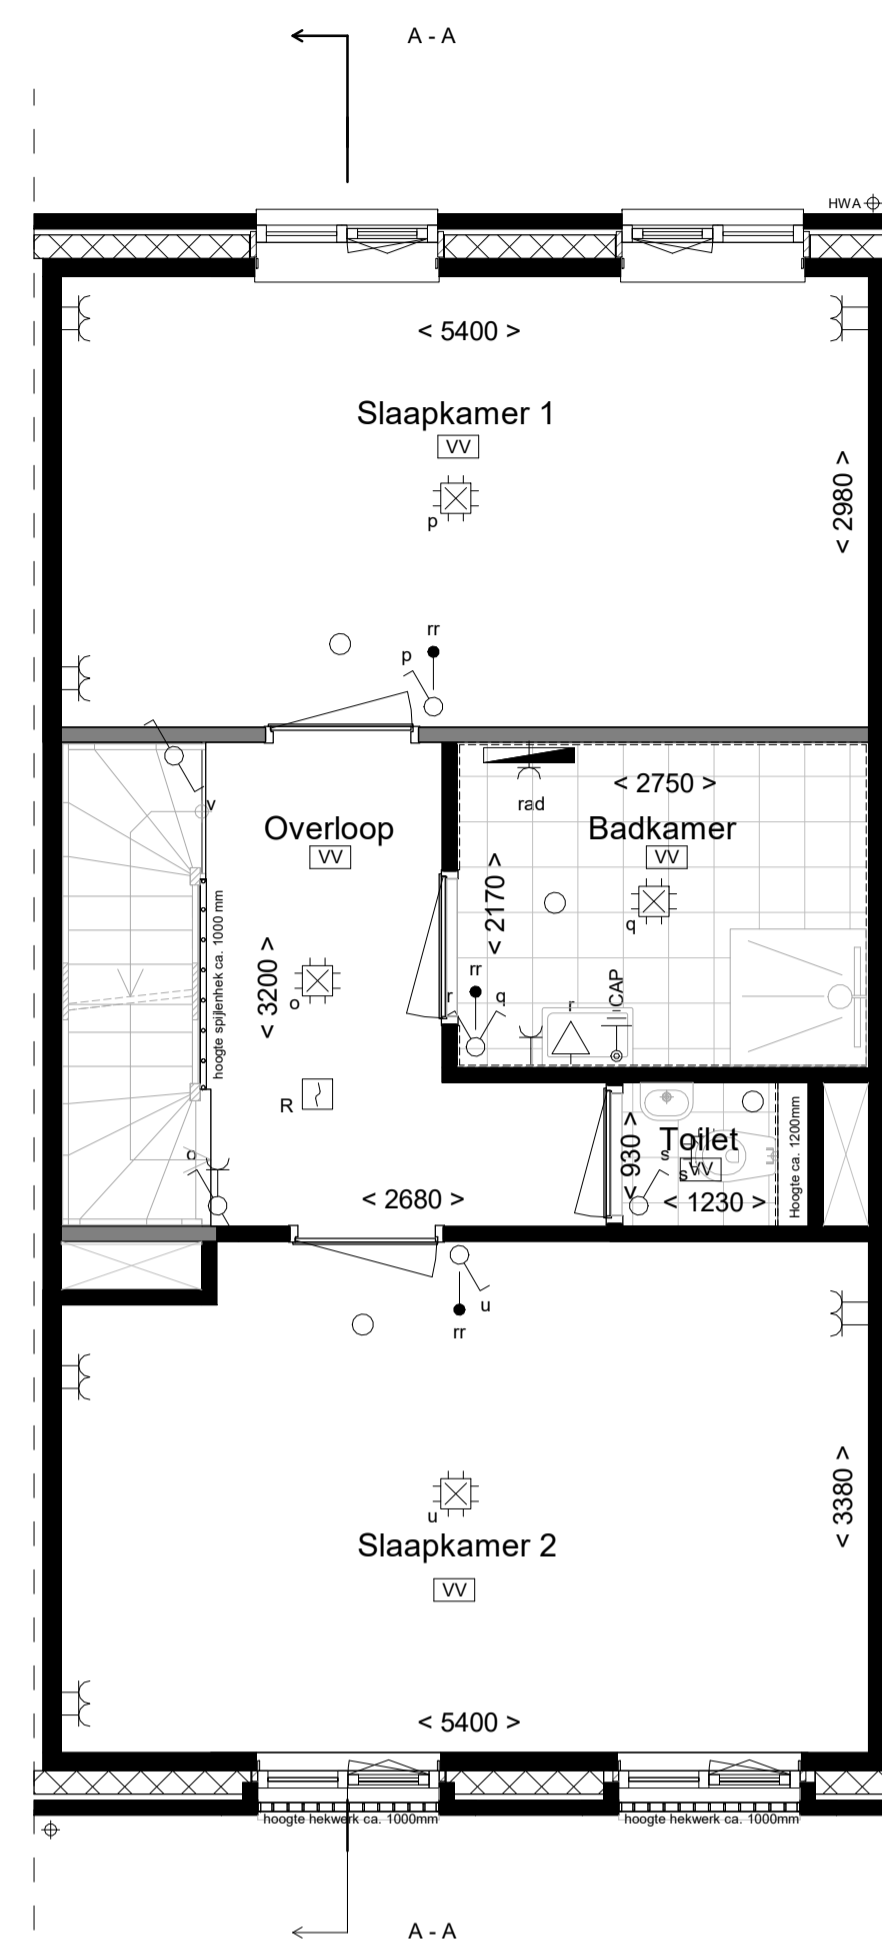 A - A
HWA
< 5400 >
Slaapkamer 1
VV
< 2980 >
p
rr
p
v
rad
< 2750 >
Overloop
VV
Badkamer
VV
< 2170 >
q
hoogte spijlenhek ca. 1000 mm
< 3200 >
o
rr
r
q
r
CAP
R
Toilet
VV
< 930 >
s
s
< 1230 >
Hoogte ca. 1200mm
o
< 2680 >
u
rr
u
Slaapkamer 2
VV
< 3380 >
< 5400 >
hoogte hekwerk ca. 1000mm
hoogte hekwerk ca. 1000mm
A - A